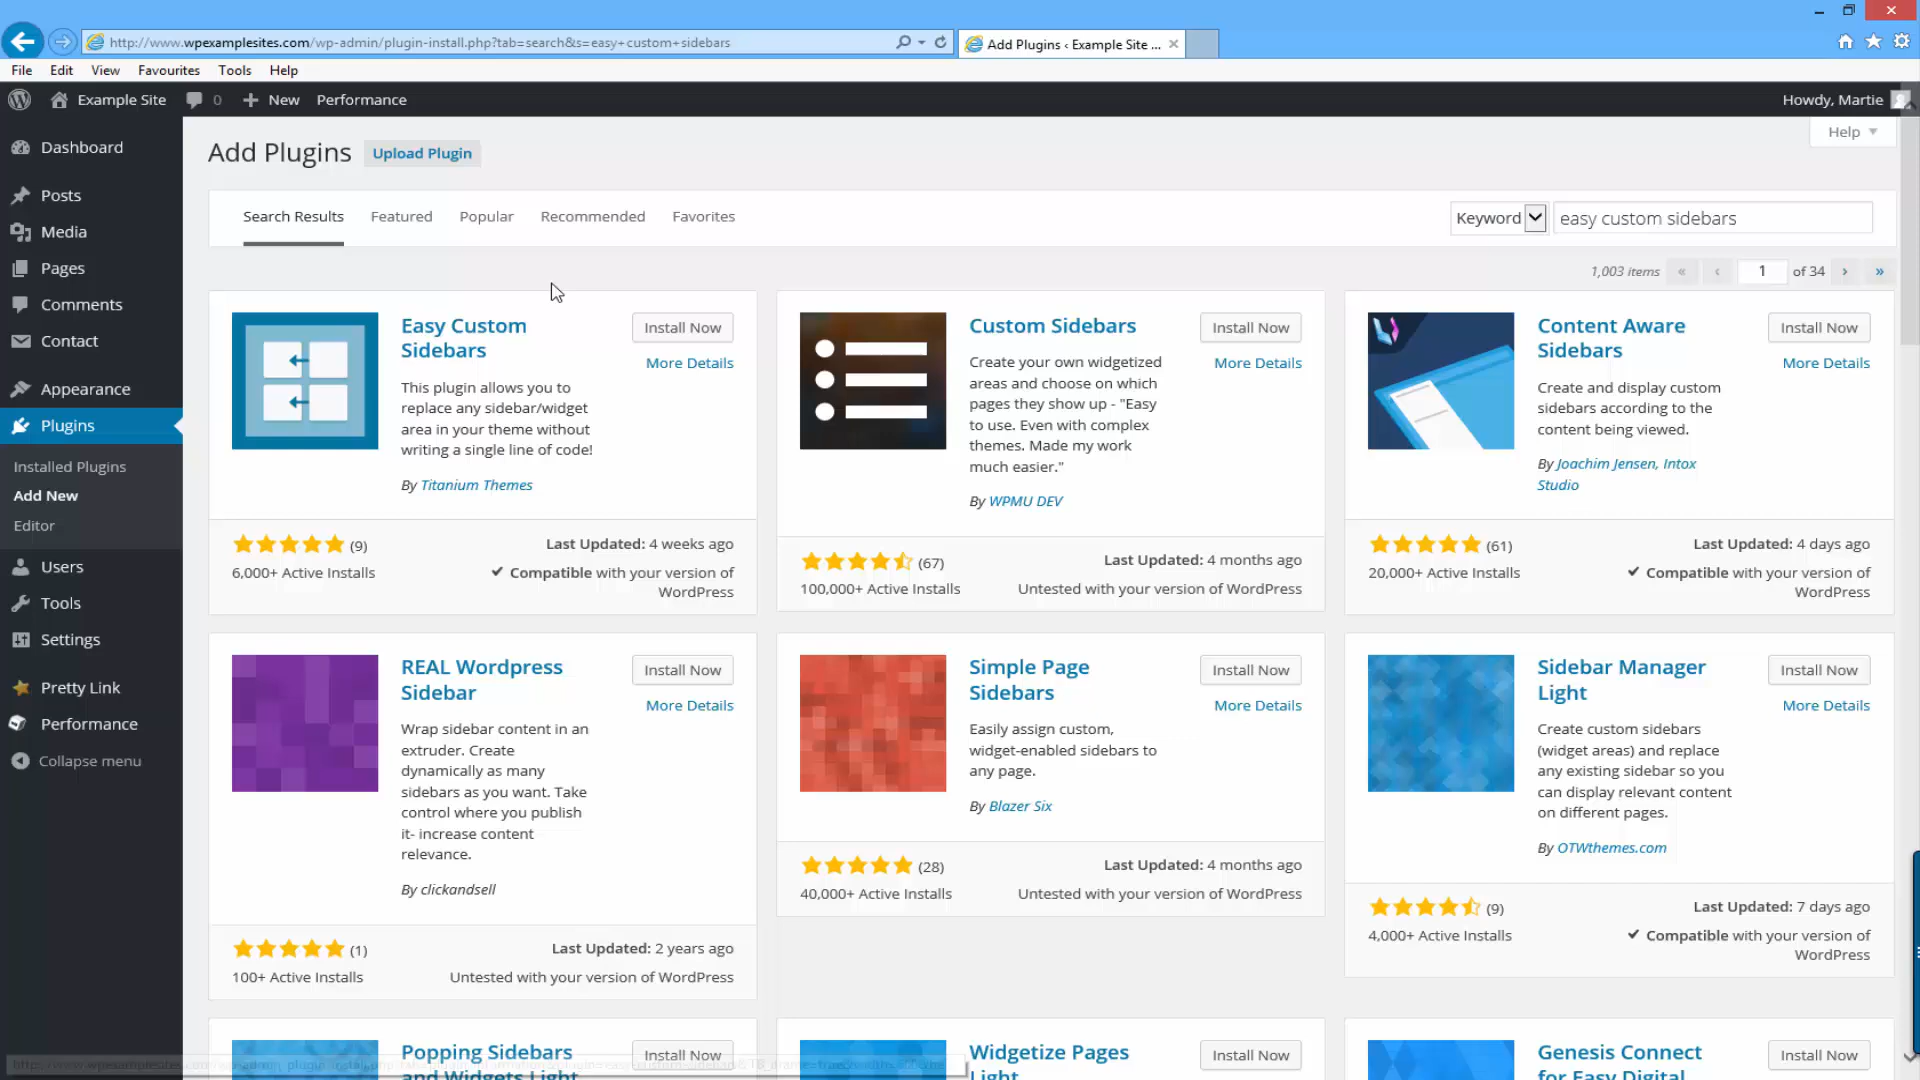 http://www.wpexamplesites.com/wp-admin/plugin-install.php?tab=search&s=easy+custom+sidebars
Add Plugins ‹ Example Site ...
File Edit View Favourites Tools Help
Example Site 0 New Performance
Howdy, Martie
Help
Dashboard
Posts
Media
Pages
Comments
Contact
Appearance
Plugins
Installed Plugins
Add New
Editor
Users
Tools
Settings
Pretty Link
Performance
Collapse menu
Add Plugins Upload Plugin
Search Results Featured Popular Recommended Favorites
Keyword easy custom sidebars
1,003 items « ‹ 1 of 34 › »
Easy Custom
Sidebars
Install Now
More Details
This plugin allows you to
replace any sidebar/widget
area in your theme without
writing a single line of code!
By Titanium Themes
(9)
6,000+ Active Installs
Last Updated: 4 weeks ago
Compatible with your version of
WordPress
Custom Sidebars
Install Now
More Details
Create your own widgetized
areas and choose on which
pages they show up - "Easy
to use. Even with complex
themes. Made my work
much easier."
By WPMU DEV
(67)
100,000+ Active Installs
Last Updated: 4 months ago
Untested with your version of WordPress
Content Aware
Sidebars
Install Now
More Details
Create and display custom
sidebars according to the
content being viewed.
By Joachim Jensen, Intox
Studio
(61)
20,000+ Active Installs
Last Updated: 4 days ago
Compatible with your version of
WordPress
REAL Wordpress
Sidebar
Install Now
More Details
Wrap sidebar content in an
extruder. Create
dynamically as many
sidebars as you want. Take
control where you publish
it- increase content
relevance.
By clickandsell
(1)
100+ Active Installs
Last Updated: 2 years ago
Untested with your version of WordPress
Simple Page
Sidebars
Install Now
More Details
Easily assign custom,
widget-enabled sidebars to
any page.
By Blazer Six
(28)
40,000+ Active Installs
Last Updated: 4 months ago
Untested with your version of WordPress
Sidebar Manager
Light
Install Now
More Details
Create custom sidebars
(widget areas) and replace
any existing sidebar so you
can display relevant content
on different pages.
By OTWthemes.com
(9)
4,000+ Active Installs
Last Updated: 7 days ago
Compatible with your version of
WordPress
Popping Sidebars
and Widgets Light
Install Now
Widgetize Pages
Light
Install Now
Genesis Connect
for Easy Digital
Install Now